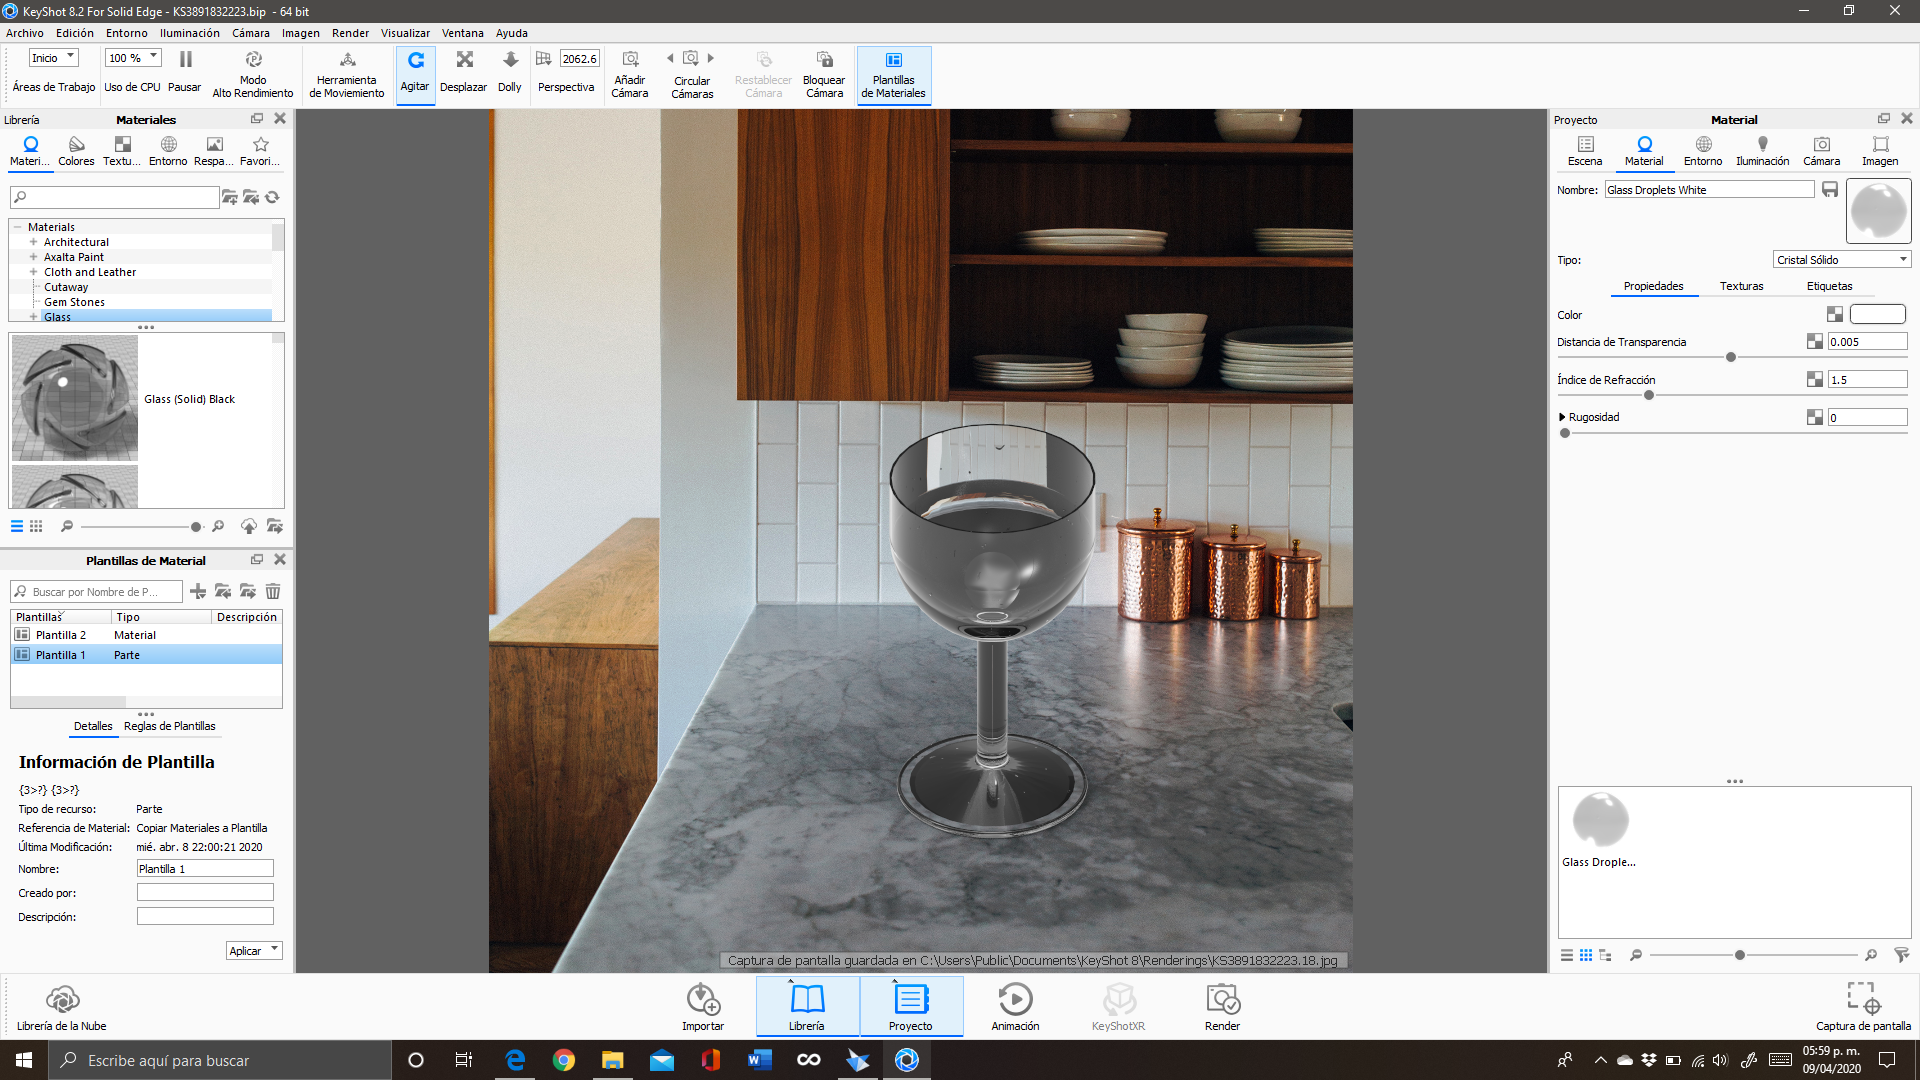 KeyShot 8.2 For Solid Edge - KS3891832223.bip - 64 bit
Archivo Edición Entorno Iluminación Cámara Imagen Render Visualizar Ventana Ayuda
Inicio 100 % 2062.6
Áreas de Trabajo Uso de CPU Pausar Modo Alto Rendimiento Herramienta de Moviemiento Agitar Desplazar Dolly Perspectiva Añadir Cámara Circular Cámaras Restablecer Cámara Bloquear Cámara Plantillas de Materiales
Librería Materiales
Materi... Colores Textu... Entorno Respa... Favori...
Materials
Architectural
Axalta Paint
Cloth and Leather
Cutaway
Gem Stones
Glass
Glass (Solid) Black
Plantillas de Material
Buscar por Nombre de P...
Plantillas Tipo Descripción
Plantilla 2 Material
Plantilla 1 Parte
Detalles Reglas de Plantillas
Información de Plantilla
{3>?} {3>?}
Tipo de recurso: Parte
Referencia de Material: Copiar Materiales a Plantilla
Última Modificación: mié. abr. 8 22:00:21 2020
Nombre: Plantilla 1
Creado por:
Descripción:
Aplicar
Captura de pantalla guardada en C:\Users\Public\Documents\KeyShot 8\Renderings\KS3891832223.18.jpg
Proyecto Material
Escena Material Entorno Iluminación Cámara Imagen
Nombre: Glass Droplets White
Tipo: Cristal Sólido
Propiedades Texturas Etiquetas
Color
Distancia de Transparencia 0.005
Índice de Refracción 1.5
Rugosidad 0
Glass Drople...
Librería de la Nube Importar Librería Proyecto Animación KeyShotXR Render Captura de pantalla
Escribe aquí para buscar
05:59 p. m.
09/04/2020